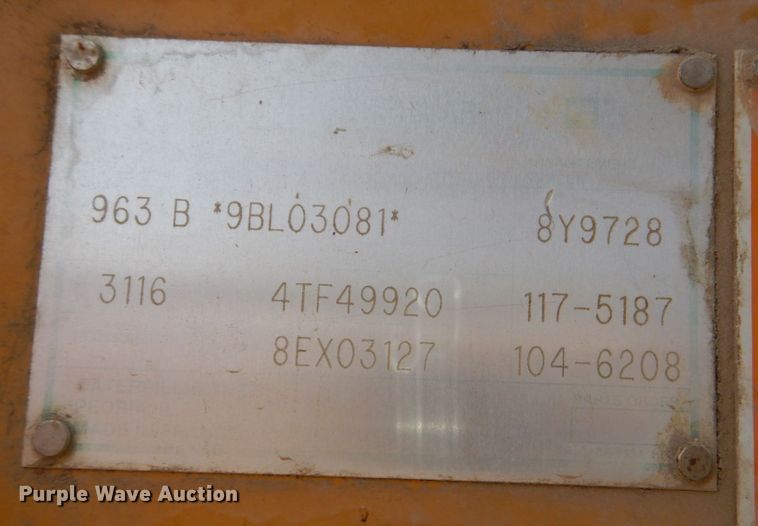 963 B *9BL03081* 8Y9728
3116 4TF49920 117-5187
8EX03127 104-6208
Purple Wave Auction